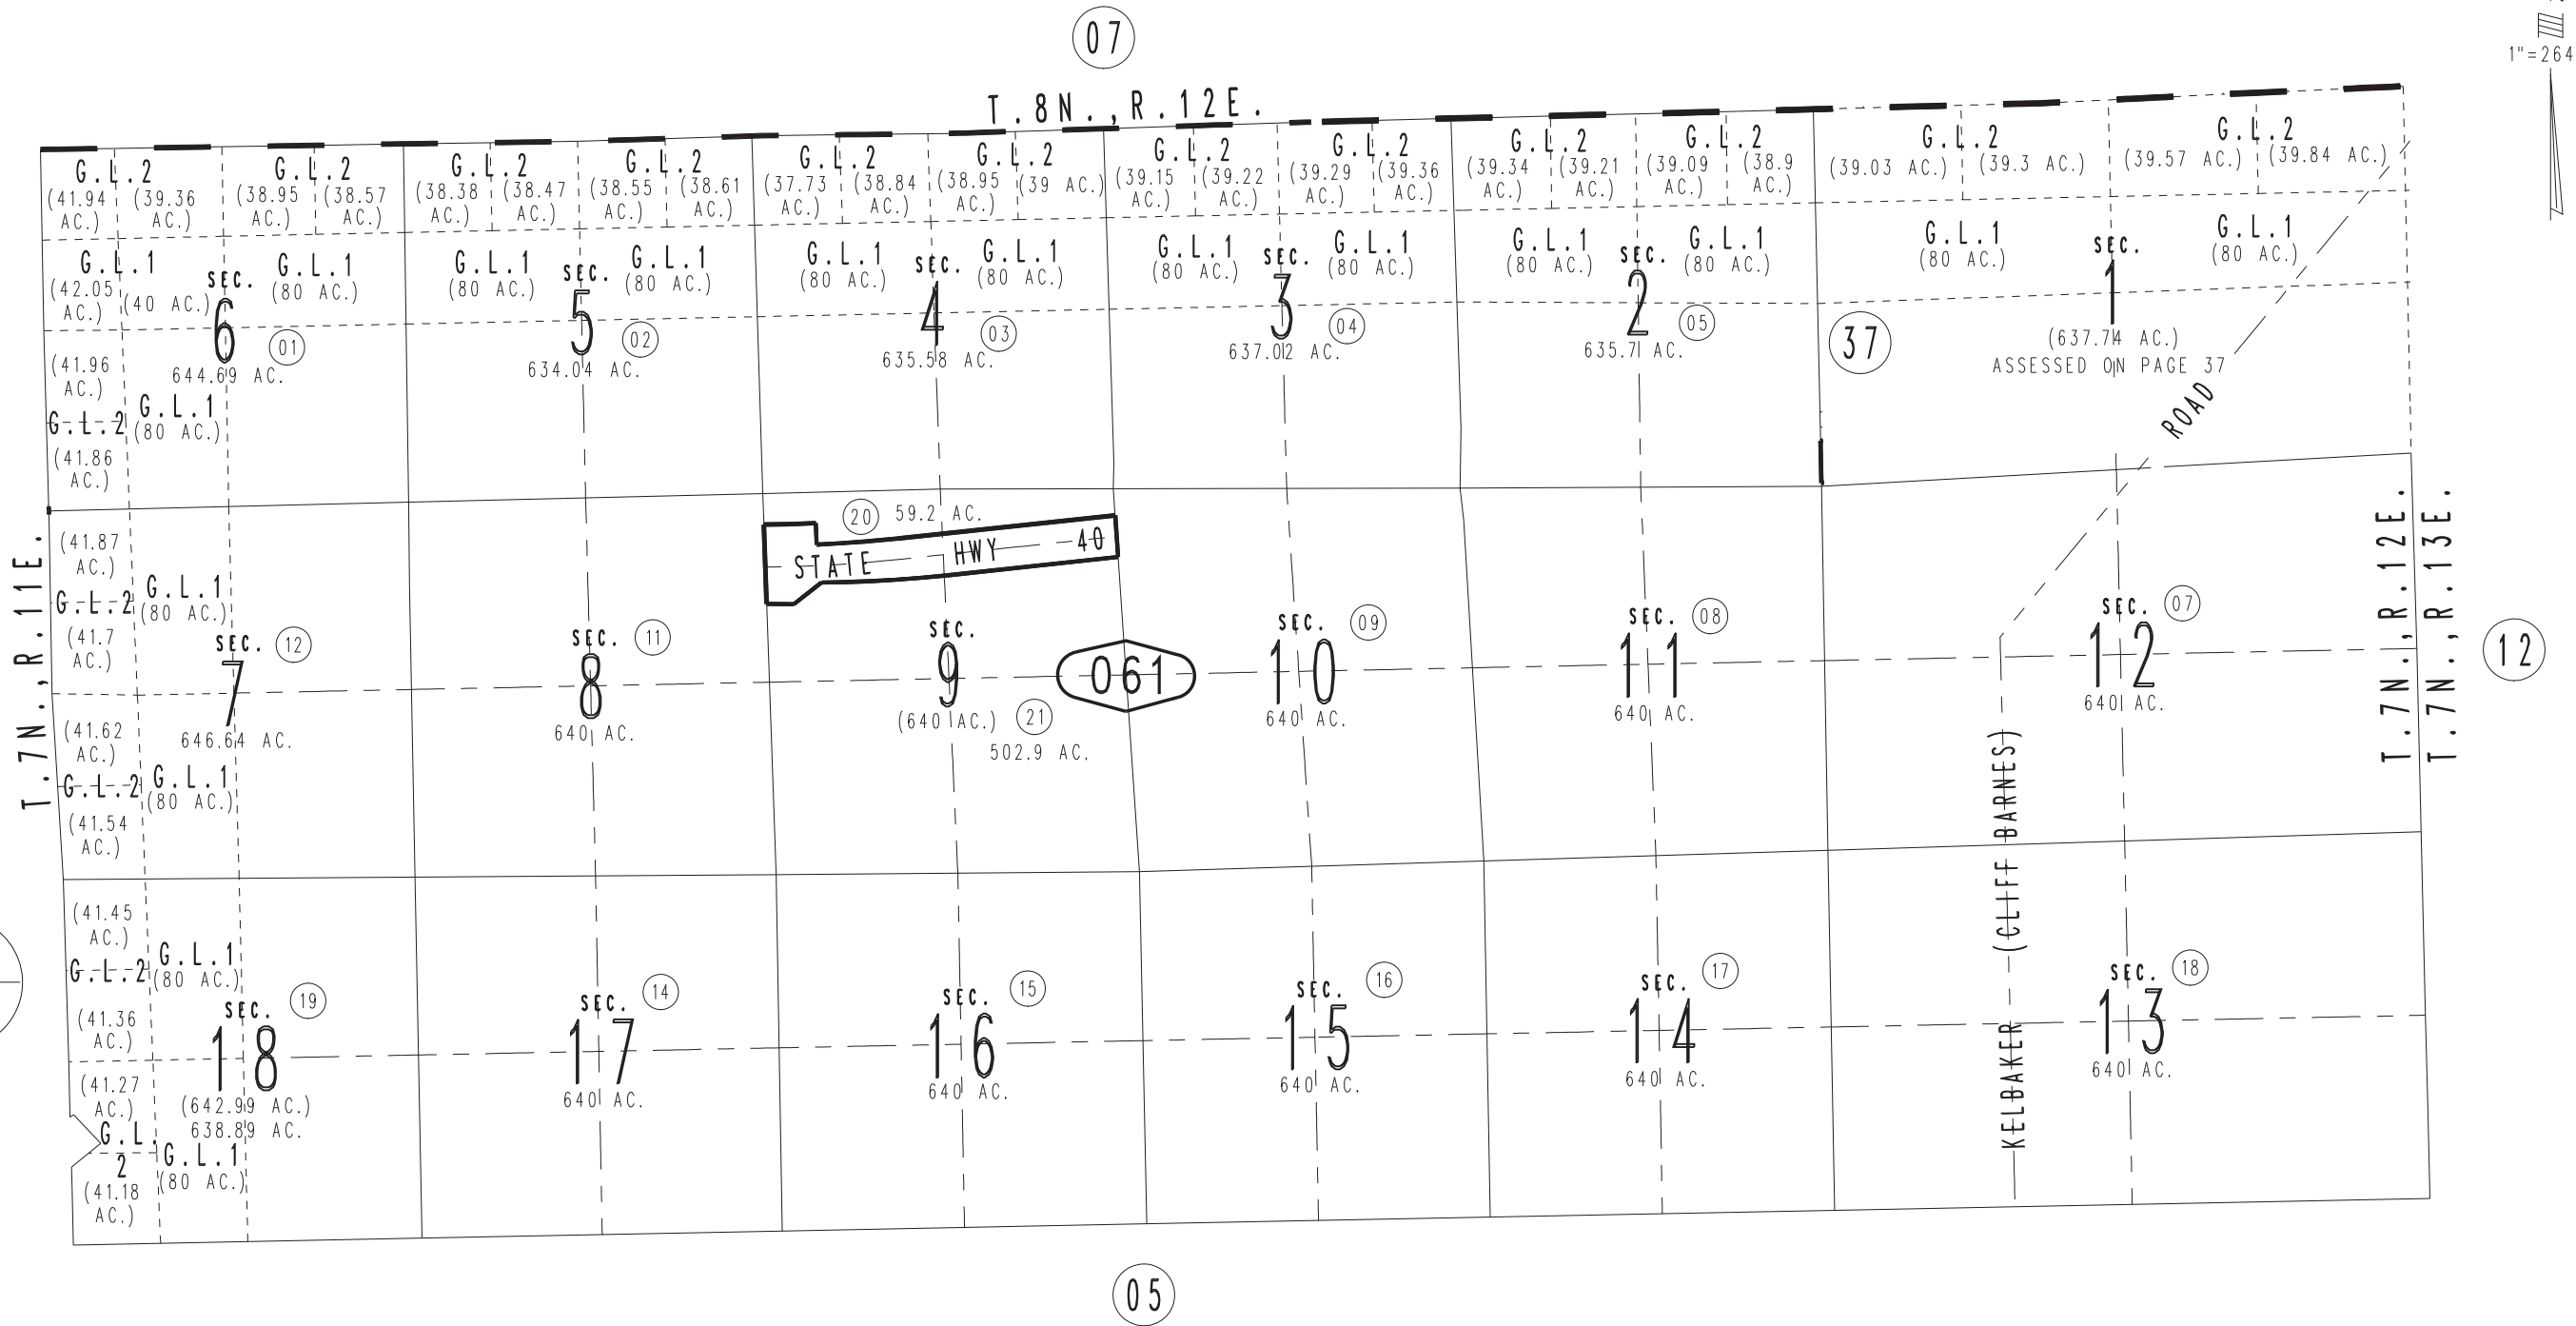 07
1"=264
T.8N.,R.12E.
G.L.2
(41.94
AC.)
(39.36
AC.)
G.L.2
(38.95
AC.)
(38.57
AC.)
G.L.2
(38.38
AC.)
(38.47
AC.)
G.L.2
(38.55
AC.)
(38.61
AC.)
G.L.2
(37.73
AC.)
(38.84
AC.)
G.L.2
(38.95
AC.)
(39 AC.)
G.L.2
(39.15
AC.)
(39.22
AC.)
G.L.2
(39.29
AC.)
(39.36
AC.)
G.L.2
(39.34
AC.)
(39.21
AC.)
G.L.2
(39.09
AC.)
(38.9
AC.)
G.L.2
(39.03 AC.)
(39.3 AC.)
G.L.2
(39.57 AC.)
(39.84 AC.)
G.L.1
(42.05
AC.)
(40 AC.)
SEC.
6
01
644.69 AC.
G.L.1
(80 AC.)
G.L.1
(80 AC.)
SEC.
5
02
634.04 AC.
G.L.1
(80 AC.)
G.L.1
(80 AC.)
SEC.
4
03
635.58 AC.
G.L.1
(80 AC.)
G.L.1
(80 AC.)
SEC.
3
04
637.02 AC.
G.L.1
(80 AC.)
G.L.1
(80 AC.)
SEC.
2
05
635.71 AC.
G.L.1
(80 AC.)
37
G.L.1
(80 AC.)
SEC.
1
(637.74 AC.)
ASSESSED ON PAGE 37
G.L.1
(80 AC.)
ROAD
(41.96
AC.)
G.L.2
(41.86
AC.)
G.L.1
(80 AC.)
T.7N.,R.11E.
(41.87
AC.)
G.L.2
(41.7
AC.)
G.L.1
(80 AC.)
SEC.
7
12
646.64 AC.
(41.62
AC.)
G.L.2
(41.54
AC.)
G.L.1
(80 AC.)
SEC.
8
11
640 AC.
20
59.2 AC.
STATE HWY 40
SEC.
9
(640 AC.)
21
502.9 AC.
061
SEC.
10
09
640 AC.
SEC.
11
08
640 AC.
SEC.
12
07
640 AC.
T.7N.,R.12E.
T.7N.,R.13E.
12
KELBAKER (CLIFF BARNES)
(41.45
AC.)
G.L.2
(41.36
AC.)
G.L.1
(80 AC.)
SEC.
18
19
(642.99 AC.)
638.89 AC.
(41.27
AC.)
G.L.
2
(41.18
AC.)
G.L.1
(80 AC.)
SEC.
17
14
640 AC.
SEC.
16
15
640 AC.
SEC.
15
16
640 AC.
SEC.
14
17
640 AC.
SEC.
13
18
640 AC.
05